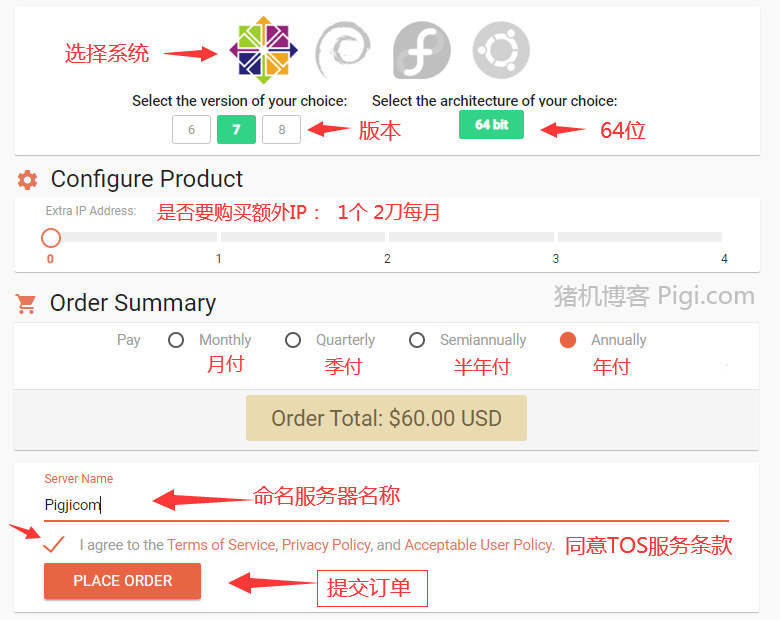 选择系统
Select the version of your choice: Select the architecture of your choice:
6 7 8 版本 64 bit 64位
Configure Product
Extra IP Address: 是否要购买额外IP： 1个 2刀每月
0 1 2 3 4
Order Summary 猪机博客 Pigi.com
Pay Monthly Quarterly Semiannually Annually
月付 季付 半年付 年付
Order Total: $60.00 USD
Server Name
Pigjicom 命名服务器名称
I agree to the Terms of Service, Privacy Policy, and Acceptable User Policy. 同意TOS服务条款
PLACE ORDER 提交订单